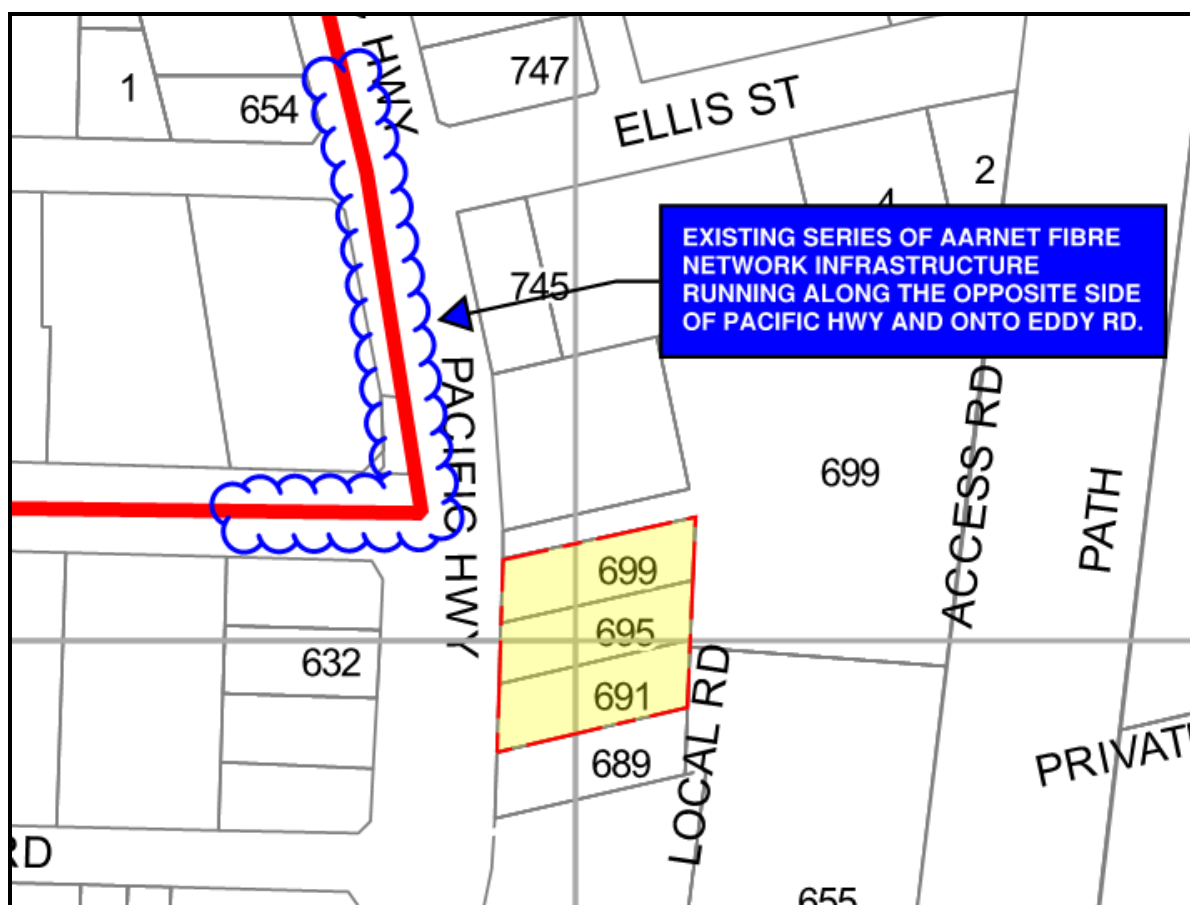 HWY
747
1
654
ELLIS ST
2
4
EXISTING SERIES OF AARNET FIBRE
NETWORK INFRASTRUCTURE
RUNNING ALONG THE OPPOSITE SIDE
OF PACIFIC HWY AND ONTO EDDY RD.
745
PACIFIC HWY
ACCESS RD
699
PATH
699
695
632
691
LOCAL RD
689
PRIVAT
RD
655